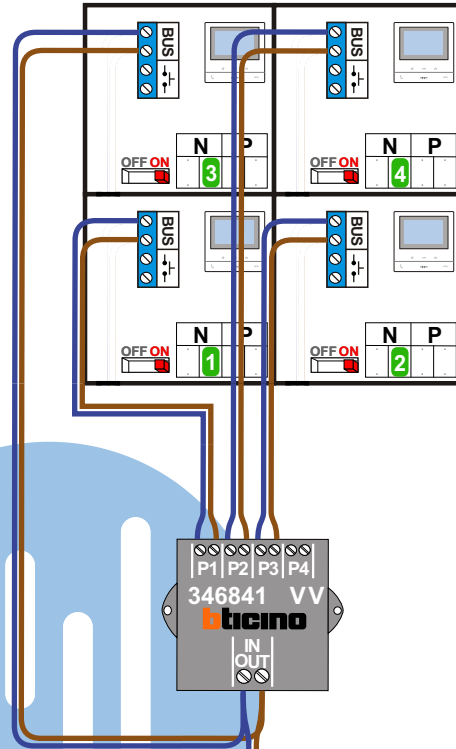 BUS
BUS
N P
N P
OFF ON
3
OFF ON
4
BUS
BUS
N P
N P
OFF ON
1
OFF ON
2
P1 P2 P3 P4
346841 VV
bticino
IN
OUT